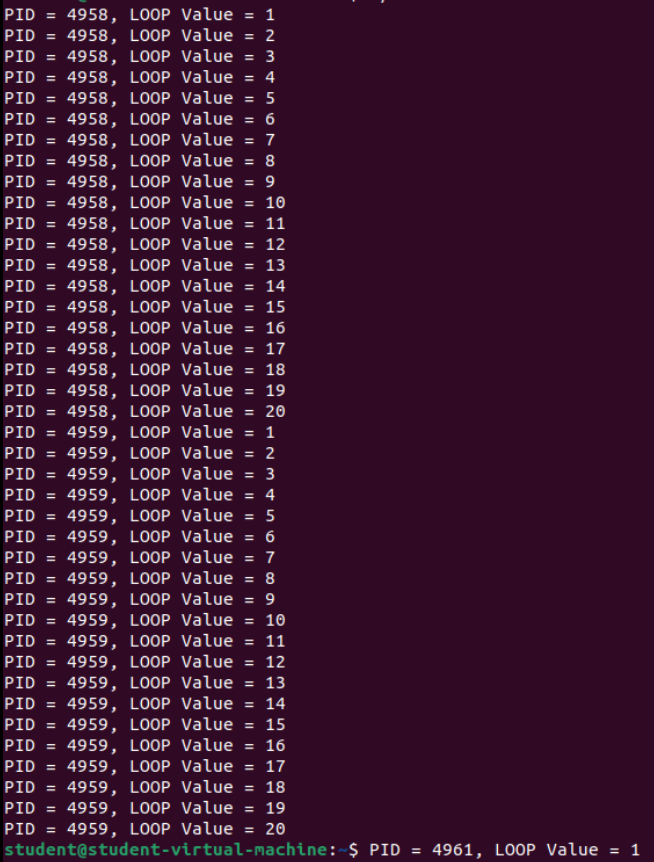 PID = 4958, LOOP Value = 1
PID = 4958, LOOP Value = 2
PID = 4958, LOOP Value = 3
PID = 4958, LOOP Value = 4
PID = 4958, LOOP Value = 5
PID = 4958, LOOP Value = 6
PID = 4958, LOOP Value = 7
PID = 4958, LOOP Value = 8
PID = 4958, LOOP Value = 9
PID = 4958, LOOP Value = 10
PID = 4958, LOOP Value = 11
PID = 4958, LOOP Value = 12
PID = 4958, LOOP Value = 13
PID = 4958, LOOP Value = 14
PID = 4958, LOOP Value = 15
PID = 4958, LOOP Value = 16
PID = 4958, LOOP Value = 17
PID = 4958, LOOP Value = 18
PID = 4958, LOOP Value = 19
PID = 4958, LOOP Value = 20
PID = 4959, LOOP Value = 1
PID = 4959, LOOP Value = 2
PID = 4959, LOOP Value = 3
PID = 4959, LOOP Value = 4
PID = 4959, LOOP Value = 5
PID = 4959, LOOP Value = 6
PID = 4959, LOOP Value = 7
PID = 4959, LOOP Value = 8
PID = 4959, LOOP Value = 9
PID = 4959, LOOP Value = 10
PID = 4959, LOOP Value = 11
PID = 4959, LOOP Value = 12
PID = 4959, LOOP Value = 13
PID = 4959, LOOP Value = 14
PID = 4959, LOOP Value = 15
PID = 4959, LOOP Value = 16
PID = 4959, LOOP Value = 17
PID = 4959, LOOP Value = 18
PID = 4959, LOOP Value = 19
PID = 4959, LOOP Value = 20
student@student-virtual-machine:~$ PID = 4961, LOOP Value = 1